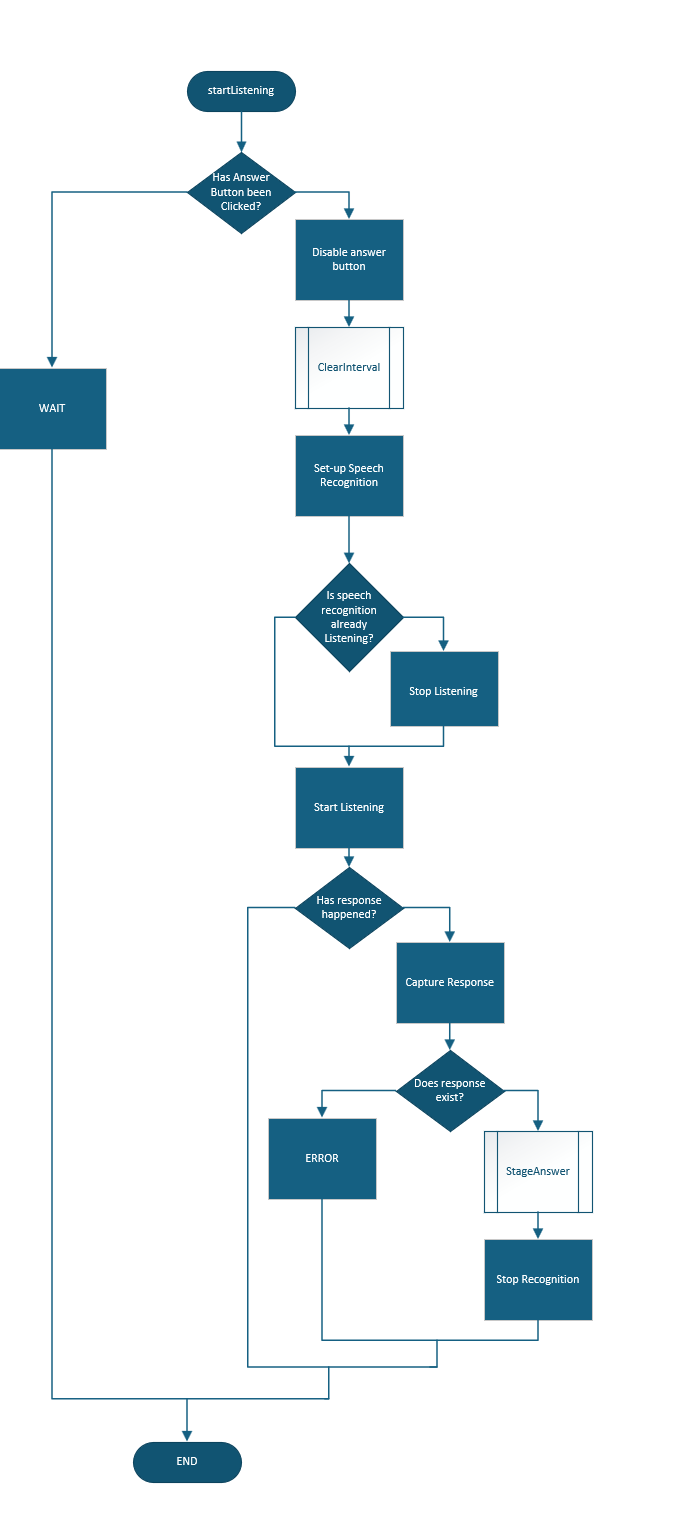 startListening
Has Answer
Button been
Clicked?
Disable answer
button
ClearInterval
WAIT
Set-up Speech
Recognition
Is speech
recognition
already
Listening?
Stop Listening
Start Listening
Has response
happened?
Capture Response
Does response
exist?
ERROR
StageAnswer
Stop Recognition
END